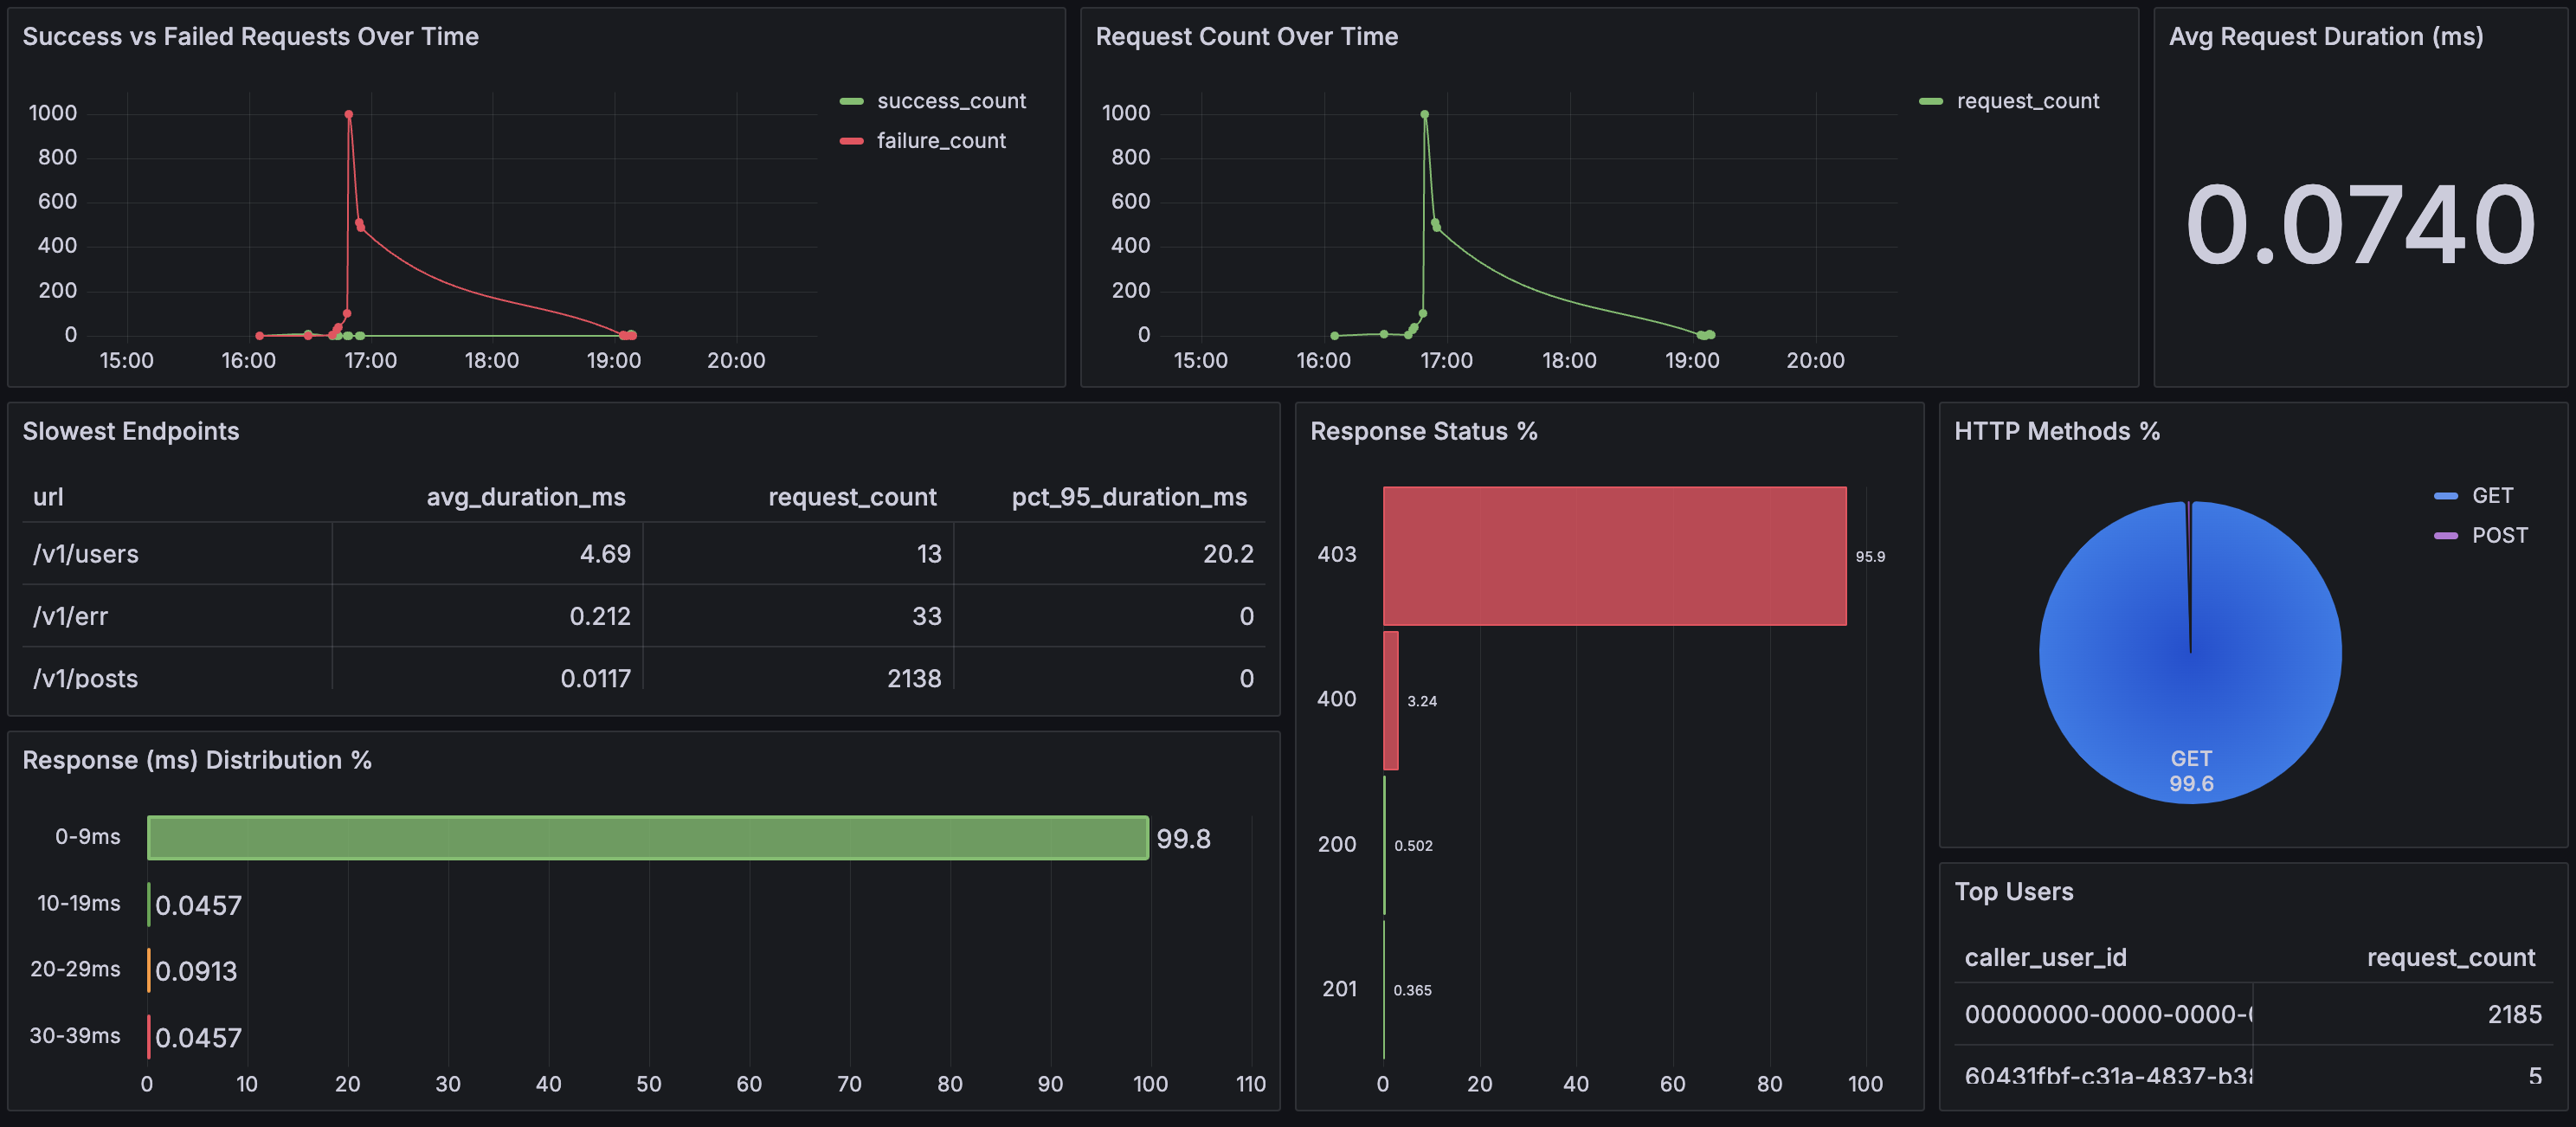 Success vs Failed Requests Over Time
1000
800
600
400
200
0
15:00 16:00 17:00 18:00 19:00 20:00
success_count
failure_count
Request Count Over Time
1000
800
600
400
200
0
15:00 16:00 17:00 18:00 19:00 20:00
request_count
Avg Request Duration (ms)
0.0740
Slowest Endpoints
url avg_duration_ms request_count pct_95_duration_ms
/v1/users 4.69 13 20.2
/v1/err 0.212 33 0
/v1/posts 0.0117 2138 0
Response (ms) Distribution %
0-9ms 99.8
10-19ms 0.0457
20-29ms 0.0913
30-39ms 0.0457
0 10 20 30 40 50 60 70 80 90 100 110
Response Status %
403 95.9
400 3.24
200 0.502
201 0.365
0 20 40 60 80 100
HTTP Methods %
GET
POST
GET
99.6
Top Users
caller_user_id request_count
00000000-0000-0000-0 2185
60431fbf-c31a-4837-b38 5